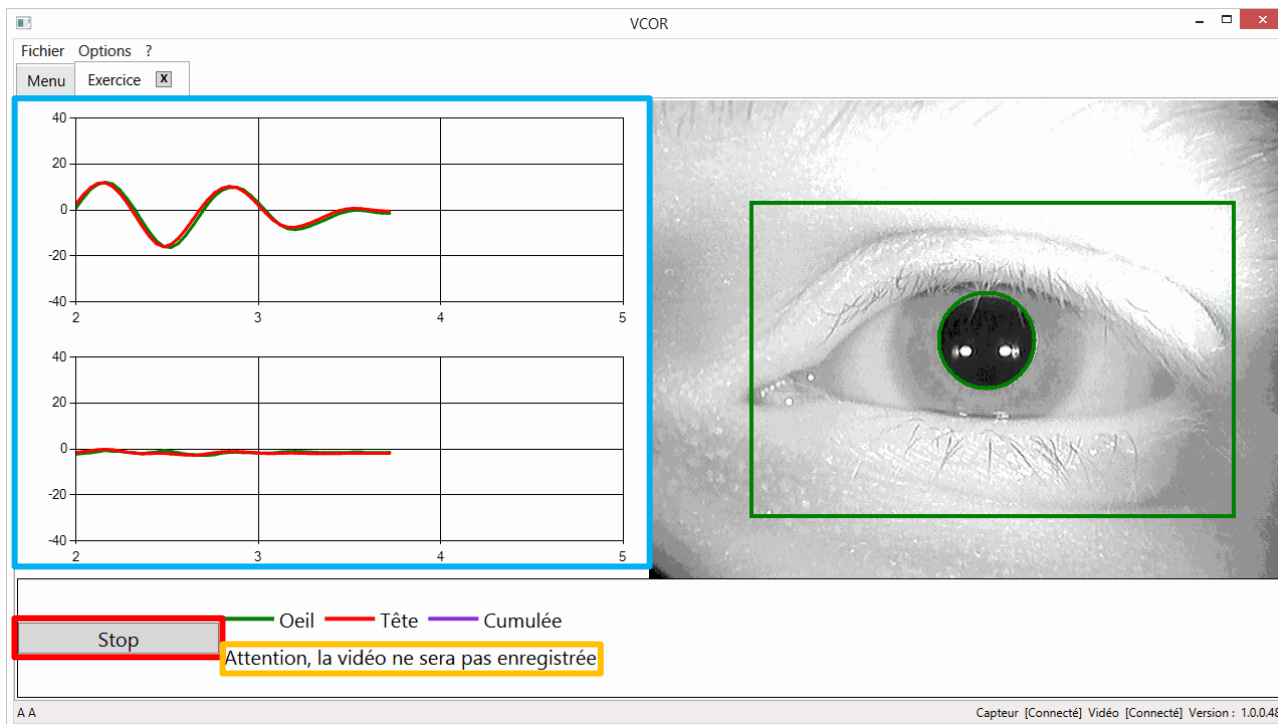 VCOR
Fichier Options ?
Menu Exercice X
40
20
0
-20
-40
2 3 4 5
40
20
0
-20
-40
2 3 4 5
Oeil Tête Cumulée
Stop
Attention, la vidéo ne sera pas enregistrée
A A Capteur [Connecté] Vidéo [Connecté] Version : 1.0.0.48